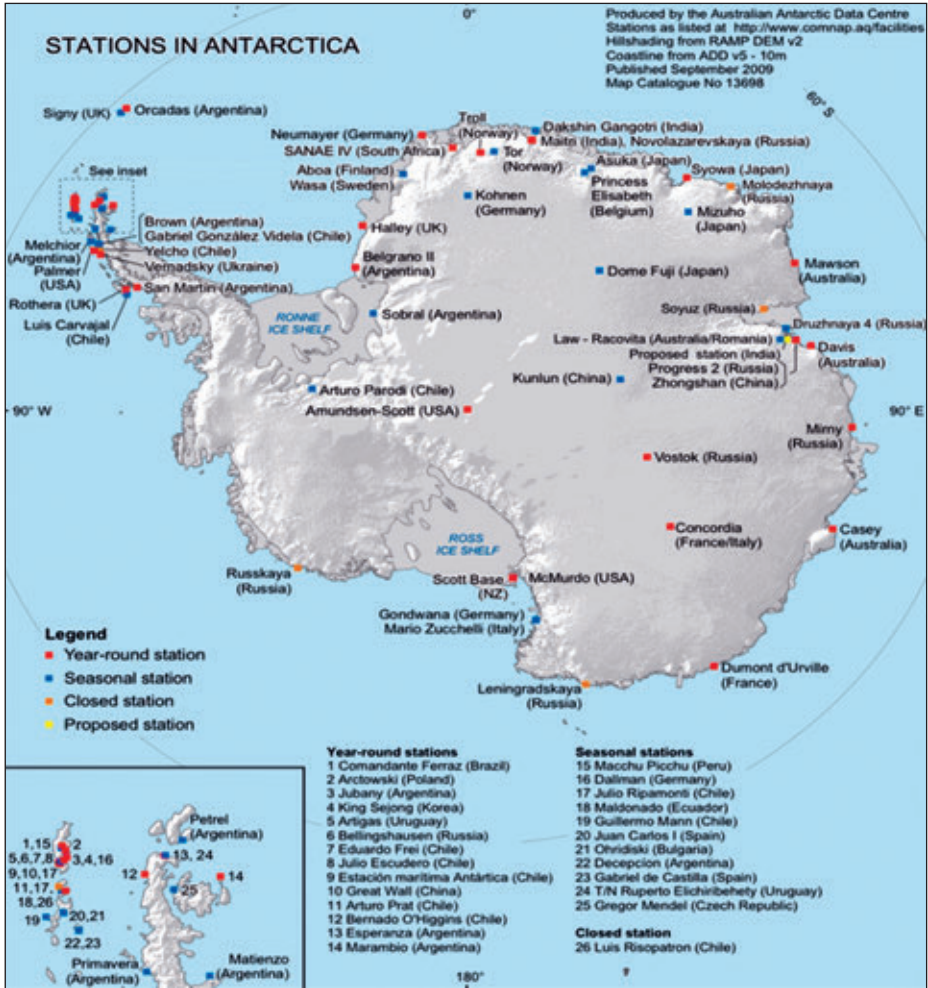 STATIONS IN ANTARCTICA
0°
Produced by the Australian Antarctic Data Centre
Stations as listed at http://www.comnap.aq/facilities
Hillshading from RAMP DEM v2
Coastline from ADD v5 - 10m
Published September 2009
Map Catalogue No 13698
60° S
Signy (UK)
Orcadas (Argentina)
See inset
Neumayer (Germany)
SANAE IV (South Africa)
Aboa (Finland)
Wasa (Sweden)
Troll
(Norway)
Tor
(Norway)
Dakshin Gangotri (India)
Maitri (India), Novolazarevskaya (Russia)
Asuka (Japan)
Princess
Elisabeth
(Belgium)
Syowa (Japan)
Molodezhnaya
(Russia)
Mizuho
(Japan)
Kohnen
(Germany)
Brown (Argentina)
Gabriel González Videla (Chile)
Melchior
(Argentina)
Yelcho (Chile)
Palmer
(USA)
Vernadsky (Ukraine)
San Martin (Argentina)
Rothera (UK)
Luis Carvajal
(Chile)
Halley (UK)
Belgrano II
(Argentina)
Dome Fuji (Japan)
Mawson
(Australia)
RONNE
ICE SHELF
Sobral (Argentina)
Soyuz (Russia)
Druzhnaya 4 (Russia)
Law - Racovita (Australia/Romania)
Proposed station (India)
Progress 2 (Russia)
Zhongshan (China)
Davis
(Australia)
Kunlun (China)
Arturo Parodi (Chile)
Amundsen-Scott (USA)
90° W
90° E
Mirny
(Russia)
Vostok (Russia)
Concordia
(France/Italy)
Casey
(Australia)
ROSS
ICE SHELF
Russkaya
(Russia)
Scott Base
(NZ)
McMurdo (USA)
Gondwana (Germany)
Mario Zucchelli (Italy)
Leningradskaya
(Russia)
Dumont d'Urville
(France)
Legend
Year-round station
Seasonal station
Closed station
Proposed station
Year-round stations
1 Comandante Ferraz (Brazil)
2 Arctowski (Poland)
3 Jubany (Argentina)
4 King Sejong (Korea)
5 Artigas (Uruguay)
6 Bellingshausen (Russia)
7 Eduardo Frei (Chile)
8 Julio Escudero (Chile)
9 Estación marítima Antártica (Chile)
10 Great Wall (China)
11 Arturo Prat (Chile)
12 Bernado O'Higgins (Chile)
13 Esperanza (Argentina)
14 Marambio (Argentina)
Seasonal stations
15 Macchu Picchu (Peru)
16 Dallman (Germany)
17 Julio Ripamonti (Chile)
18 Maldonado (Ecuador)
19 Guillermo Mann (Chile)
20 Juan Carlos I (Spain)
21 Ohridiski (Bulgaria)
22 Decepcion (Argentina)
23 Gabriel de Castilla (Spain)
24 T/N Ruperto Elichiribehety (Uruguay)
25 Gregor Mendel (Czech Republic)
Closed station
26 Luis Risopatron (Chile)
180°
Petrel
(Argentina)
1,15
2
5,6,7,8
3,4,16
9,10,17
11,17
18,26
19
20,21
22,23
12
13, 24
14
25
Primavera
(Argentina)
Matienzo
(Argentina)